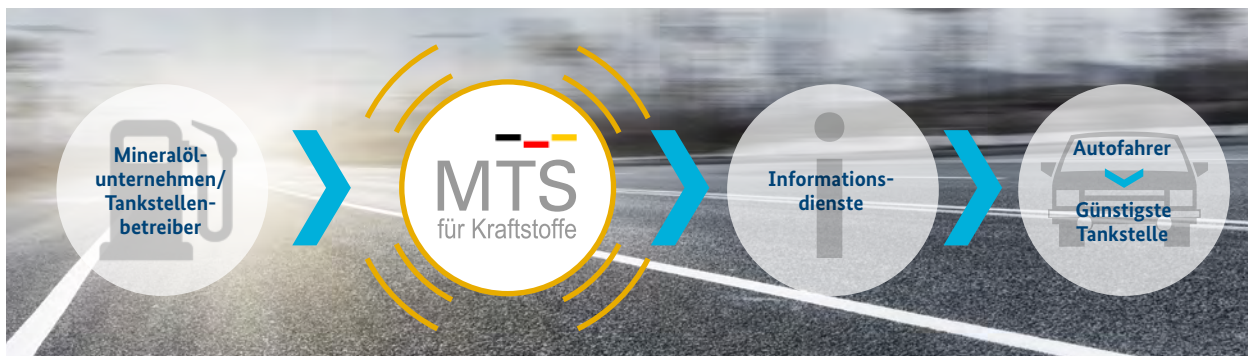 Mineralöl-
unternehmen/
Tankstellen-
betreiber
MTS
für Kraftstoffe
Informations-
dienste
Autofahrer
Günstigste
Tankstelle